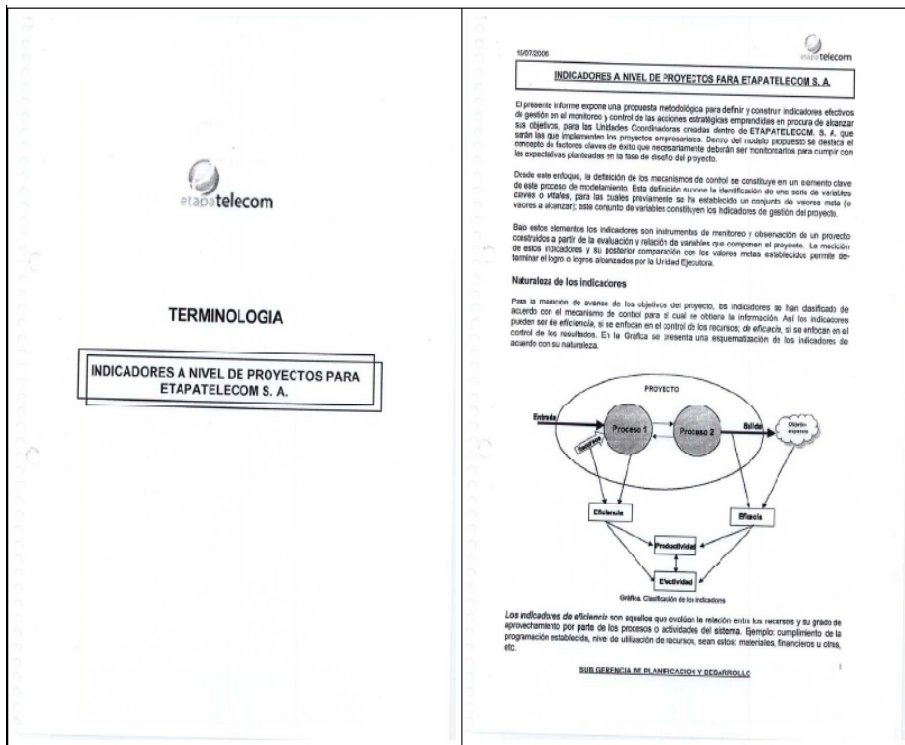 etapatelecom
TERMINOLOGIA
INDICADORES A NIVEL DE PROYECTOS PARA
ETAPATELECOM S. A.
etapatelecom
INDICADORES A NIVEL DE PROYECTOS PARA ETAPATELECOM S. A.
El presente informe expone una propuesta metodológica para definir y construir indicadores efectivos
de gestión en el monitoreo y control de las acciones estratégicas emprendidas en procura de alcanzar
sus objetivos, para las Unidades Coordinadoras creadas dentro de ETAPATELECOM. S. A. que
serán las que implementen los proyectos empresariales. Dentro del modelo propuesto se destaca el
concepto de factores claves de éxito que necesariamente deberán ser monitoreados para cumplir con
las expectativas planteadas en la fase de diseño del proyecto.
Desde este enfoque, la definición de los mecanismos de control se constituye en un elemento clave
de este proceso de modelamiento. Esta definición supone la identificación de una serie de variables
claves o vitales, para las cuales previamente se ha establecido un conjunto de valores meta (o
valores a alcanzar); este conjunto de variables constituyen los indicadores de gestión del proyecto.
Bajo estos elementos los indicadores son instrumentos de monitoreo y observación de un proyecto
construidos a partir de la evaluación y relación de variables que componen el proyecto. La medición
de estos indicadores y su posterior comparación con los valores metas establecidos permite de-
terminar el logro o logros alcanzados por la Unidad Ejecutora.
Naturaleza de los indicadores
Para la medición de avance de los objetivos del proyecto, los indicadores se han clasificado de
acuerdo con el mecanismo de control para el cual se obtiene la información. Así los indicadores
pueden ser de eficiencia, si se enfocan en el control de los recursos; de eficacia, si se enfocan en el
control de los resultados. En la Gráfica se presenta una esquematización de los indicadores de
acuerdo con su naturaleza.
PROYECTO
Entrada
Proceso 1
Proceso 2
Salida
Objetivo
Recursos
Eficiencia
Eficacia
Productividad
Efectividad
Gráfica. Clasificación de los indicadores
Los indicadores de eficiencia son aquellos que evalúan la relación entre los recursos y su grado de
aprovechamiento por parte de los procesos o actividades del sistema. Ejemplo: cumplimiento de la
programación establecida, nivel de utilización de recursos, sean estos: materiales, financieros u otros,
etc.
SUB GERENCIA DE PLANIFICACION Y DESARROLLO